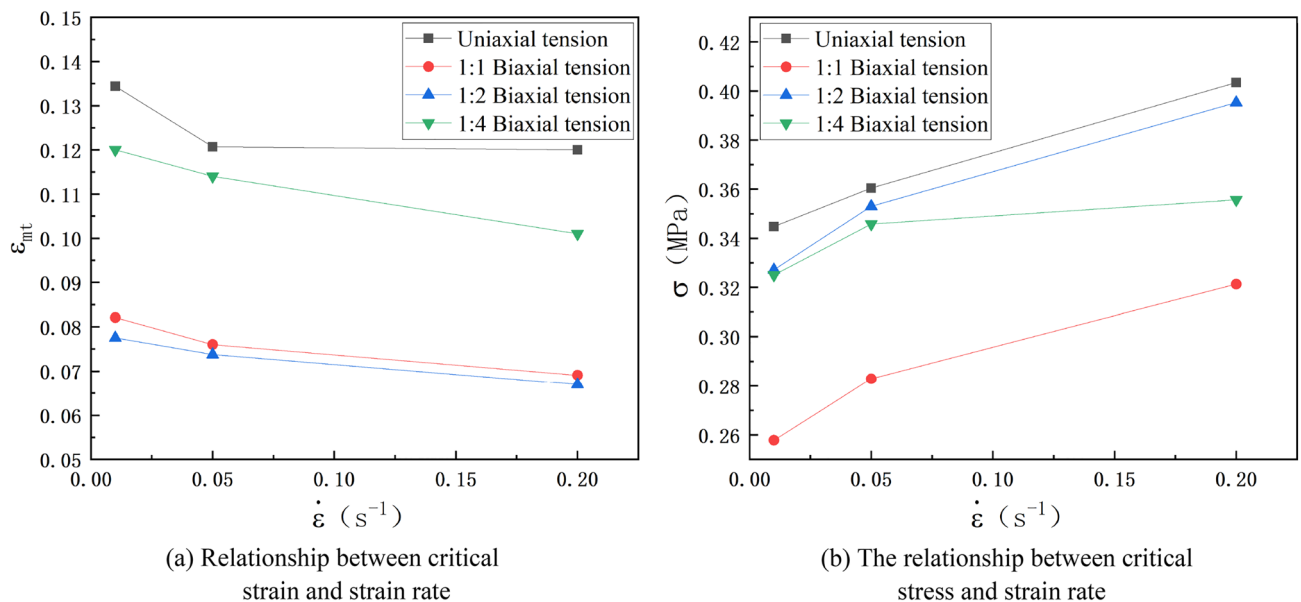 0.15
0.14
0.13
0.12
0.11
0.10
0.09
0.08
0.07
0.06
0.05
ε_mt
0.00 0.05 0.10 0.15 0.20
ε̇ (s⁻¹)
Uniaxial tension
1:1 Biaxial tension
1:2 Biaxial tension
1:4 Biaxial tension
(a) Relationship between critical
strain and strain rate
0.42
0.40
0.38
0.36
0.34
0.32
0.30
0.28
0.26
σ (MPa)
0.00 0.05 0.10 0.15 0.20
ε̇ (s⁻¹)
Uniaxial tension
1:1 Biaxial tension
1:2 Biaxial tension
1:4 Biaxial tension
(b) The relationship between critical
stress and strain rate